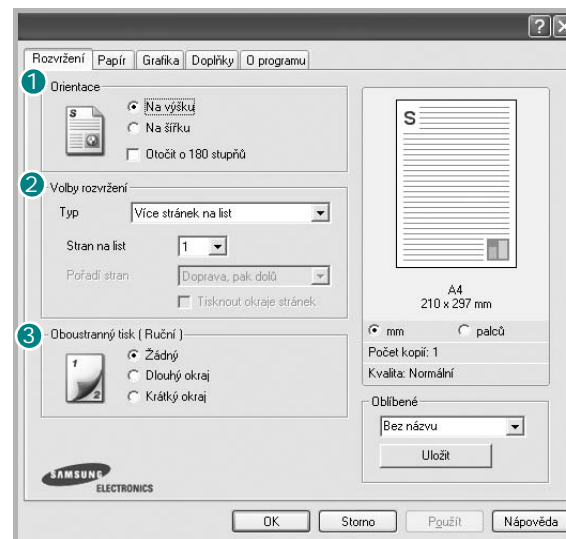 Rozvržení Papír Grafika Doplňky O programu
1 Orientace
S
Na výšku
Na šířku
Otočit o 180 stupňů
2 Volby rozvržení
Typ Více stránek na list
Stran na list 1
Pořadí stran Doprava, pak dolů
Tisknout okraje stránek
3 Oboustranný tisk ( Ruční )
1
2
Žádný
Dlouhý okraj
Krátký okraj
SAMSUNG
ELECTRONICS
S
A4
210 x 297 mm
mm palců
Počet kopií: 1
Kvalita: Normální
Oblíbené
Bez názvu
Uložit
OK Storno Použít Nápověda